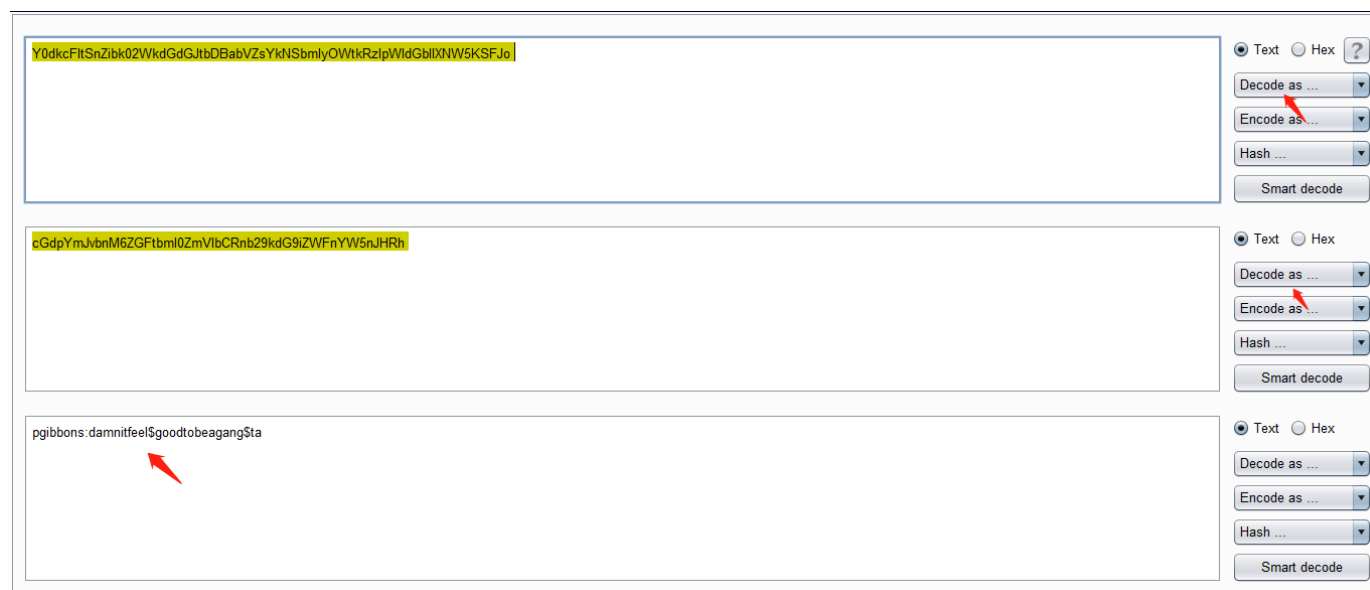 Y0dkcFltSnZibk02WkdGdGJtbDBabVZsYkNSbmIyOWtkRzlpWldGbllXNW5KSFJo
Text Hex ?
Decode as ...
Encode as ...
Hash ...
Smart decode
cGdpYmJvbnM6ZGFtbml0ZmVlbCRnb29kdG9iZWFnYW5nJHRh
Text Hex
Decode as ...
Encode as ...
Hash ...
Smart decode
pgibbons:damnitfeel$goodtobeagang$ta
Text Hex
Decode as ...
Encode as ...
Hash ...
Smart decode